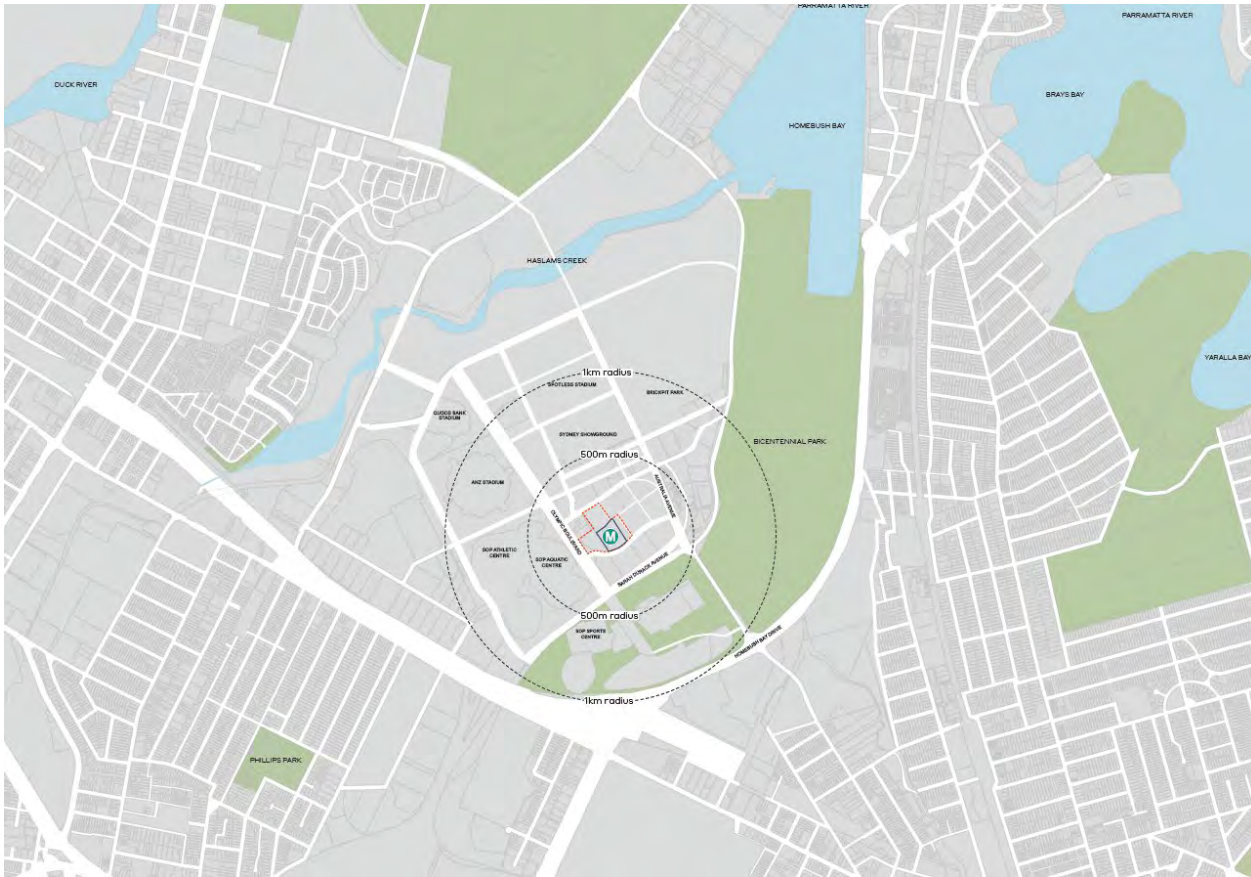 PARRAMATTA RIVER
PARRAMATTA RIVER
DUCK RIVER
BRAYS BAY
HOMEBUSH BAY
HASLAMS CREEK
YARALLA BAY
1km radius
SPOTLESS STADIUM
BRICKPIT PARK
QUDOS BANK
STADIUM
SYDNEY SHOWGROUND
BICENTENNIAL PARK
500m radius
ANZ STADIUM
AUSTRALIA AVENUE
OLYMPIC BOULEVARD
M
SOP ATHLETIC
CENTRE
SOP AQUATIC
CENTRE
SARAH DURACK AVENUE
500m radius
SOP SPORTS
CENTRE
HOMEBUSH BAY DRIVE
1km radius
PHILLIPS PARK